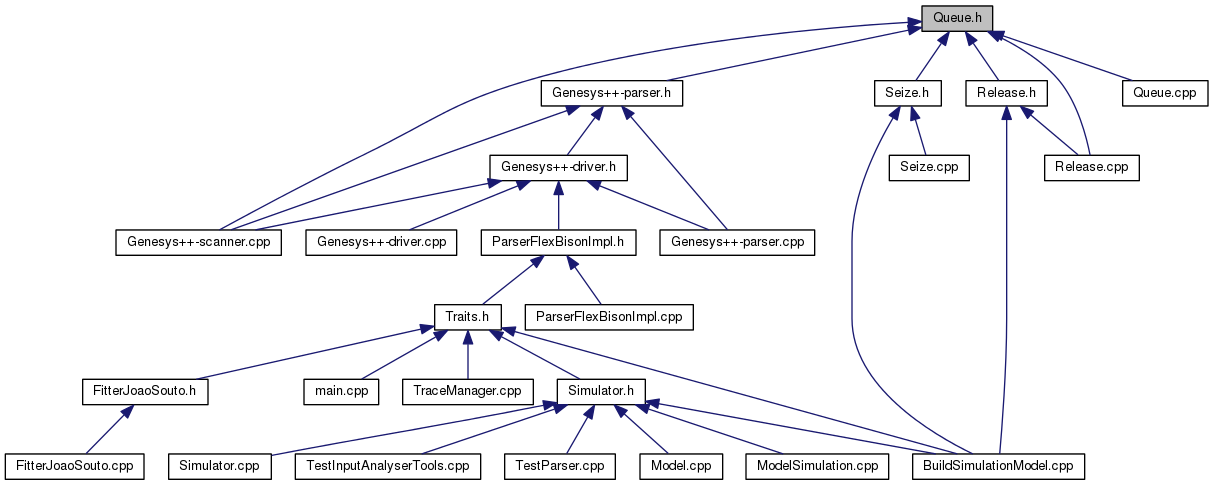 Queue.h
Genesys++-parser.h
Seize.h
Release.h
Queue.cpp
Genesys++-driver.h
Seize.cpp
Release.cpp
Genesys++-scanner.cpp
Genesys++-driver.cpp
ParserFlexBisonImpl.h
Genesys++-parser.cpp
Traits.h
ParserFlexBisonImpl.cpp
FitterJoaoSouto.h
main.cpp
TraceManager.cpp
Simulator.h
FitterJoaoSouto.cpp
Simulator.cpp
TestInputAnalyserTools.cpp
TestParser.cpp
Model.cpp
ModelSimulation.cpp
BuildSimulationModel.cpp